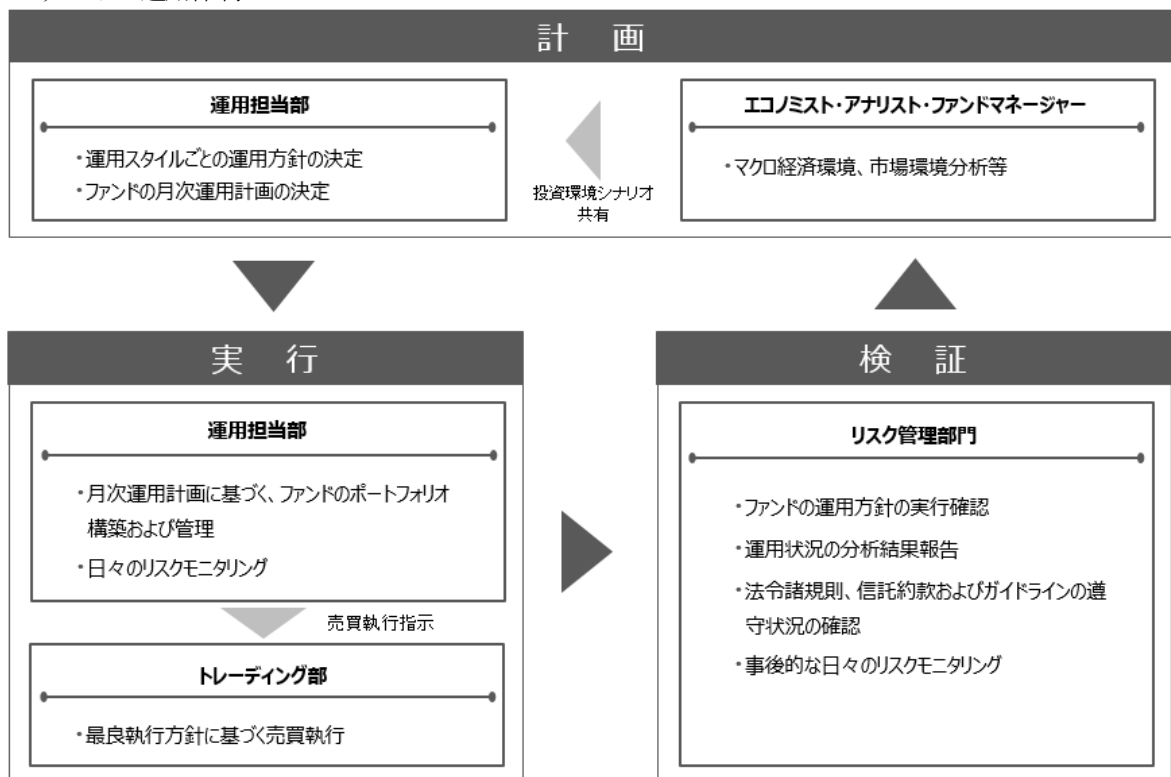 計 画
運用担当部
・運用スタイルごとの運用方針の決定
・ファンドの月次運用計画の決定
投資環境シナリオ
共有
エコノミスト・アナリスト・ファンドマネージャー
・マクロ経済環境、市場環境分析等
実 行
運用担当部
・月次運用計画に基づく、ファンドのポートフォリオ
構築および管理
・日々のリスクモニタリング
売買執行指示
トレーディング部
・最良執行方針に基づく売買執行
検 証
リスク管理部門
・ファンドの運用方針の実行確認
・運用状況の分析結果報告
・法令諸規則、信託約款およびガイドラインの遵
守状況の確認
・事後的な日々のリスクモニタリング